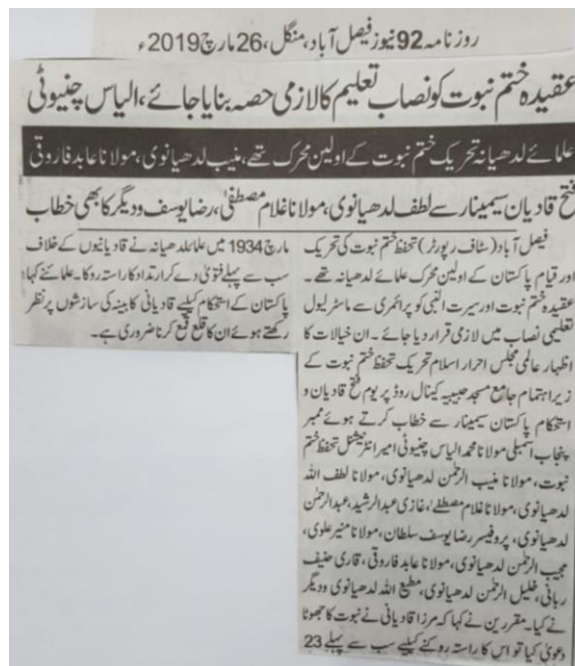 روزنامہ 92 نیوز فیصل آباد، منگل، 26 مارچ 2019ء
عقیدہ ختم نبوت کو نصاب تعلیم کا لازمی حصہ بنایا جائے، الیاس چنیوٹی
علمائے لدھیانہ تحریک ختم نبوت کے اولین محرک تھے، منیب لدھیانوی، مولانا عابد فاروقی
فتح قادیان سیمینار سے لطف لدھیانوی، مولانا غلام مصطفیٰ، رضا یوسف و دیگر کا بھی خطاب
فیصل آباد (سٹاف رپورٹر) تحفظ ختم نبوت کی تحریک
اور قیام پاکستان کے اولین محرک علمائے لدھیانہ تھے۔
عقیدہ ختم نبوت اور سیرت النبی کو پرائمری سے ماسٹر لیول
تعلیمی نصاب میں لازمی قرار دیا جائے۔ ان خیالات کا
اظہار عالمی مجلس احرار اسلام تحریک تحفظ ختم نبوت کے
زیر اہتمام جامع مسجد حبیبیہ کینال روڈ پر یوم فتح قادیان و
استحکام پاکستان سیمینار سے خطاب کرتے ہوئے ممبر
پنجاب اسمبلی مولانا محمد الیاس چنیوٹی امیر انٹرنیشنل تحفظ ختم
نبوت، مولانا منیب الرحمٰن لدھیانوی، مولانا لطف اللہ
لدھیانوی، مولانا غلام مصطفےٰ، غازی عبدالرشید، عبدالرحمٰن
لدھیانوی، پروفیسر رضا یوسف سلطان، مولانا منیر علوی،
مجیب الرحمٰن لدھیانوی، مولانا عابد فاروقی، قاری حنیف
ربانی، خلیل الرحمٰن لدھیانوی، مطیع اللہ لدھیانوی و دیگر
نے کیا۔ مقررین نے کہا کہ مرزا قادیانی نے نبوت کا جھوٹا
دعویٰ کیا تو اس کا راستہ روکنے کیلیے سب سے پہلے 23
مارچ 1934 میں علمائے لدھیانہ نے قادیانیوں کے خلاف
سب سے پہلے فتویٰ دے کر ارتداد کا راستہ روکا۔ علمائے نے کہا:
پاکستان کے استحکام کیلیے قادیانی کابینہ کی سازشوں پر نظر
رکھتے ہوئے ان کا قلع قمع کرنا ضروری ہے۔